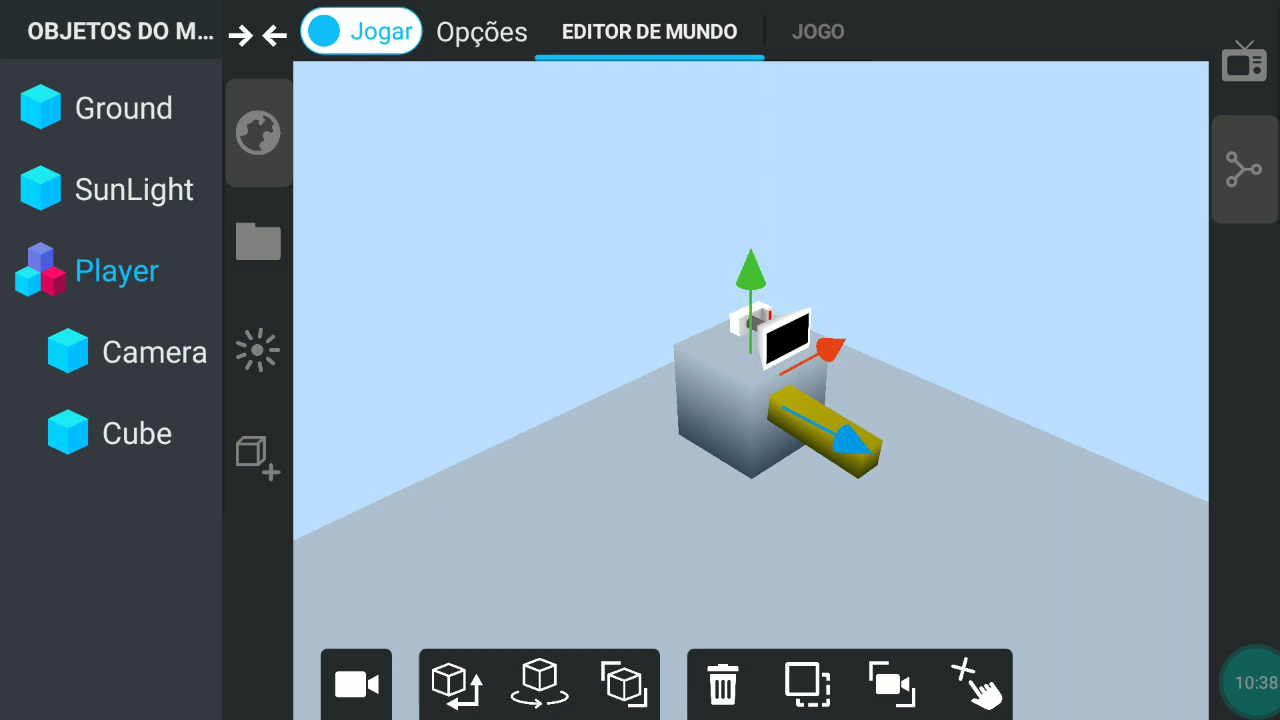 OBJETOS DO M...
Jogar
Opções
EDITOR DE MUNDO
JOGO
Ground
SunLight
Player
Camera
Cube
10:38